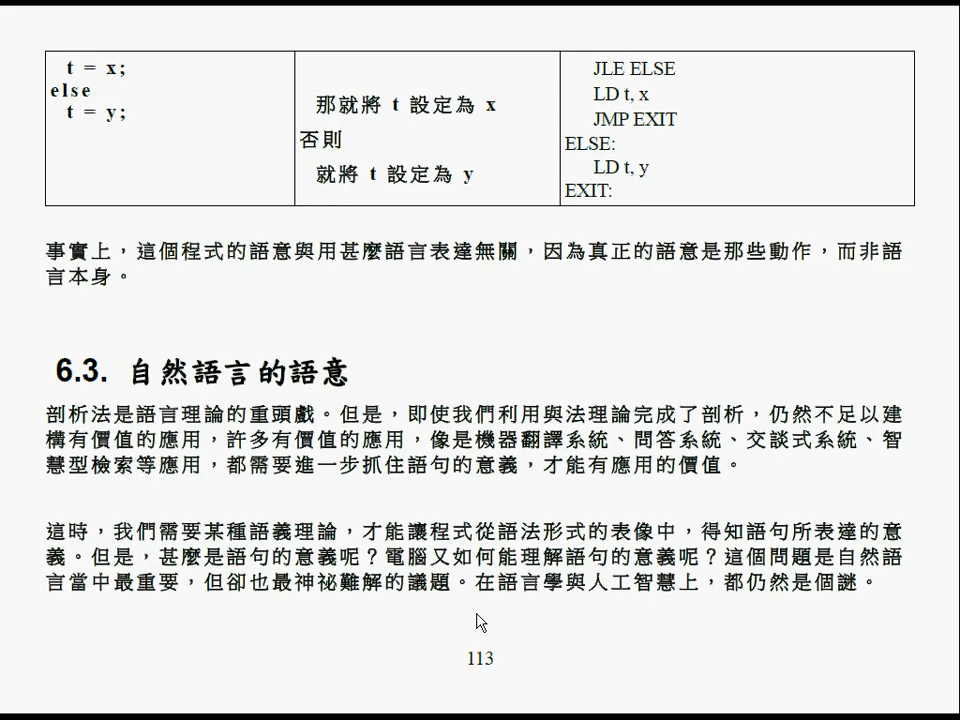 t = x;
else
t = y;
那就將 t 設定為 x
否則
就將 t 設定為 y
JLE ELSE
LD t, x
JMP EXIT
ELSE:
LD t, y
EXIT:
事實上，這個程式的語意與用甚麼語言表達無關，因為真正的語意是那些動作，而非語
言本身。
6.3. 自然語言的語意
剖析法是語言理論的重頭戲。但是，即使我們利用與法理論完成了剖析，仍然不足以建
構有價值的應用，許多有價值的應用，像是機器翻譯系統、問答系統、交談式系統、智
慧型檢索等應用，都需要進一步抓住語句的意義，才能有應用的價值。
這時，我們需要某種語義理論，才能讓程式從語法形式的表像中，得知語句所表達的意
義。但是，甚麼是語句的意義呢？電腦又如何能理解語句的意義呢？這個問題是自然語
言當中最重要，但卻也最神祕難解的議題。在語言學與人工智慧上，都仍然是個謎。
113